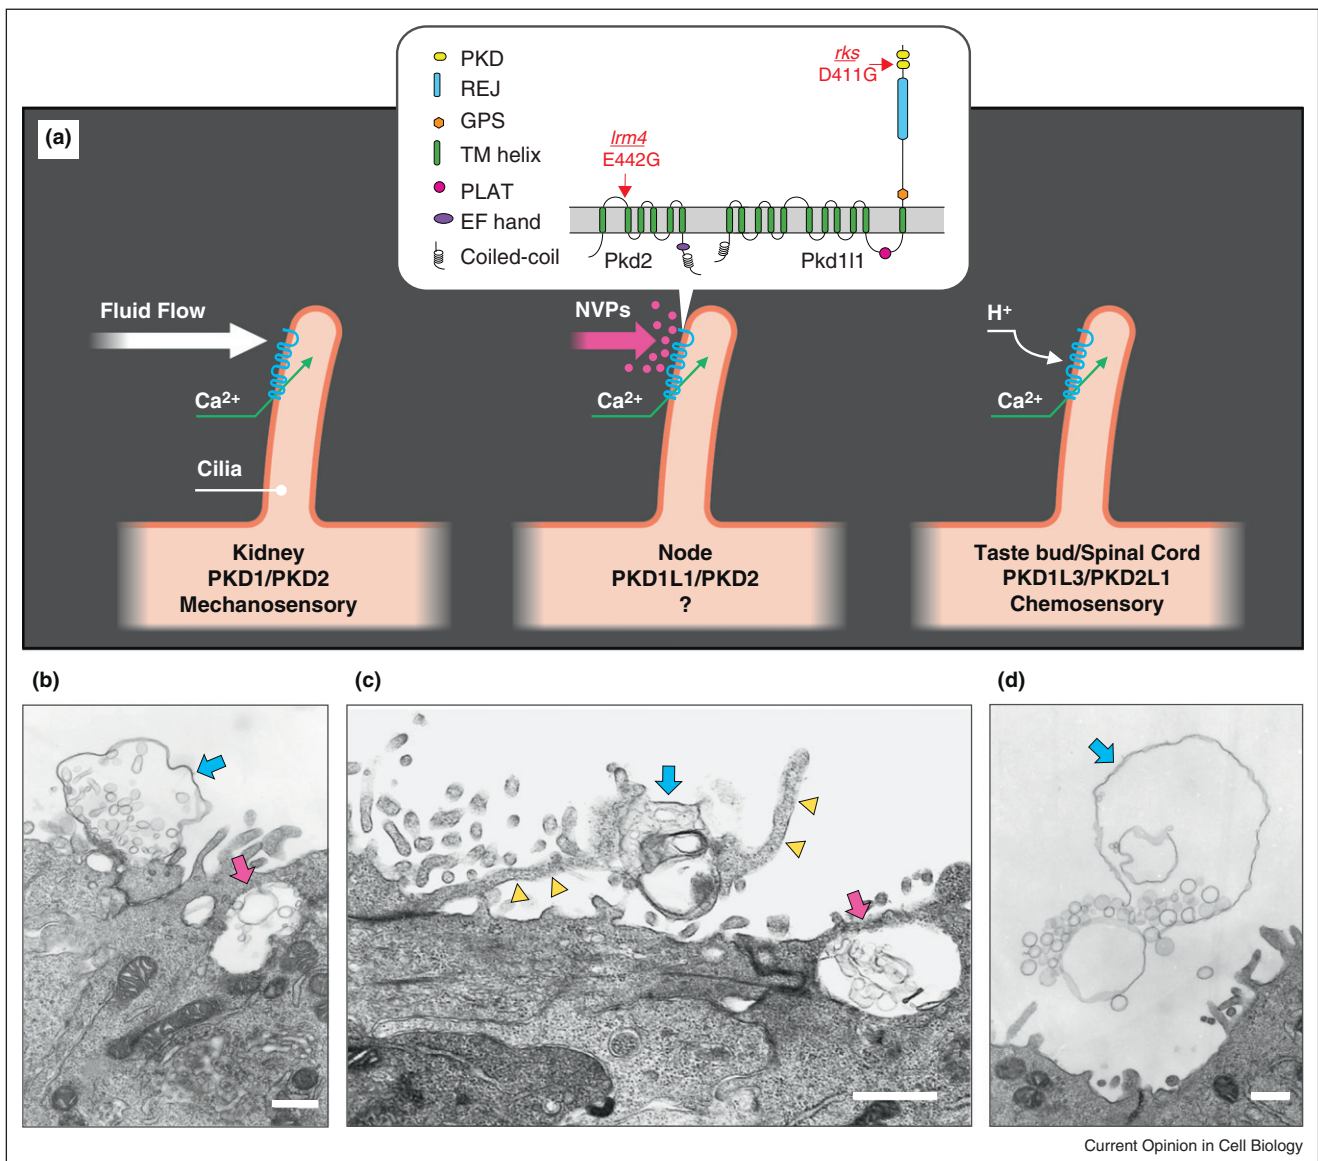 PKD
REJ
GPS
TM helix
PLAT
EF hand
Coiled-coil
rks
D411G
lrm4
E442G
Pkd2
Pkd1l1
(a)
Fluid Flow
Ca2+
Cilia
Kidney
PKD1/PKD2
Mechanosensory
NVPs
Ca2+
Node
PKD1L1/PKD2
?
H+
Ca2+
Taste bud/Spinal Cord
PKD1L3/PKD2L1
Chemosensory
(b)
(c)
(d)
Current Opinion in Cell Biology